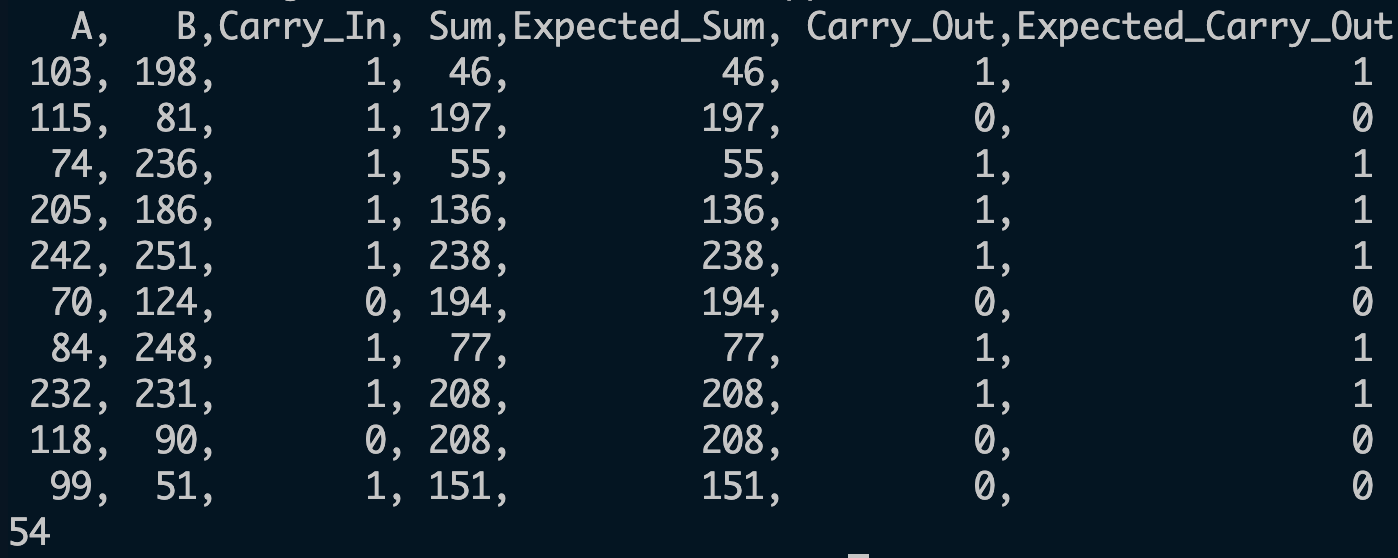 A, B,Carry_In, Sum,Expected_Sum, Carry_Out,Expected_Carry_Out
103, 198, 1, 46, 46, 1, 1
115, 81, 1, 197, 197, 0, 0
74, 236, 1, 55, 55, 1, 1
205, 186, 1, 136, 136, 1, 1
242, 251, 1, 238, 238, 1, 1
70, 124, 0, 194, 194, 0, 0
84, 248, 1, 77, 77, 1, 1
232, 231, 1, 208, 208, 1, 1
118, 90, 0, 208, 208, 0, 0
99, 51, 1, 151, 151, 0, 0
54